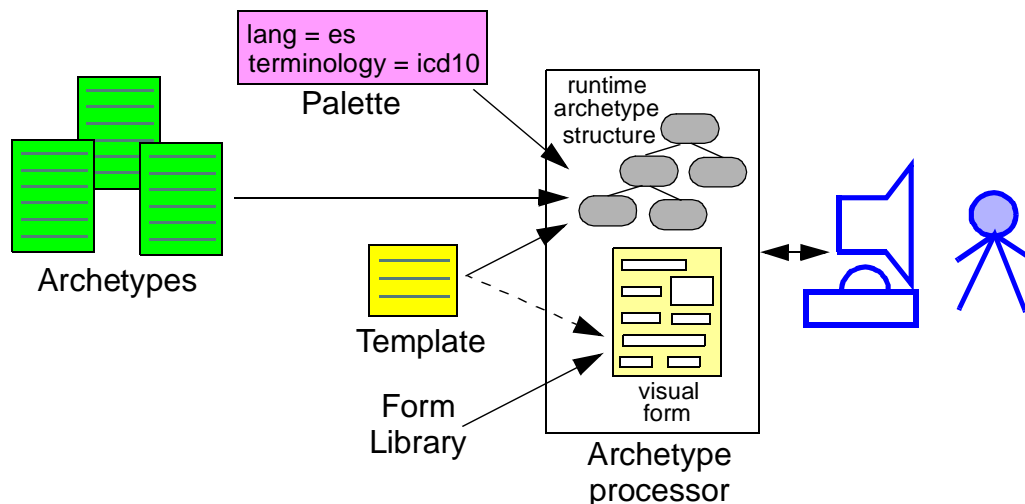 lang = es
terminology = icd10
Palette
runtime
archetype
structure
Archetypes
Template
Form
Library
visual
form
Archetype
processor